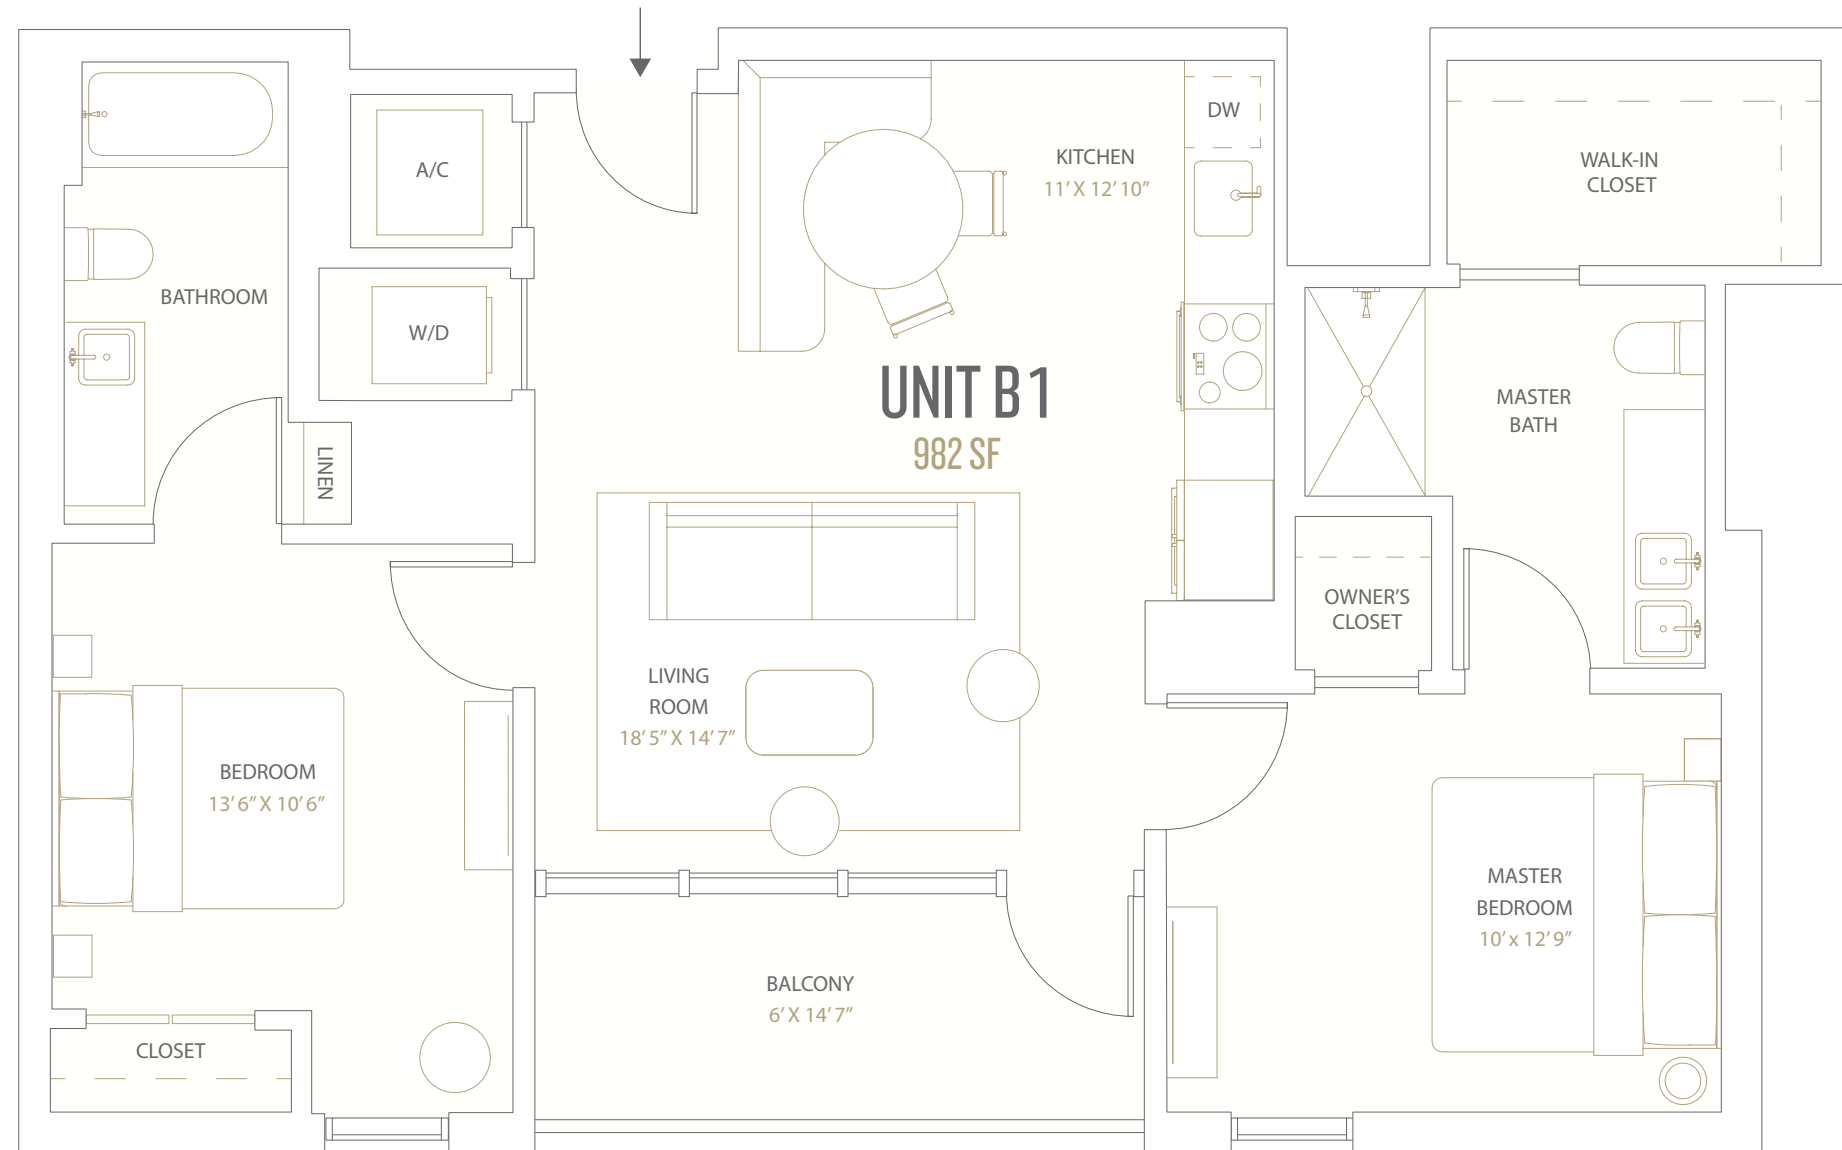 DW
KITCHEN
11’ X 12’ 10”
WALK-IN
CLOSET
A/C
BATHROOM
W/D
UNIT B1
982 SF
MASTER
BATH
LINEN
OWNER’S
CLOSET
LIVING
ROOM
18’ 5” X 14’ 7”
BEDROOM
13’ 6” X 10’ 6”
MASTER
BEDROOM
10’ x 12’ 9”
BALCONY
6’ X 14’ 7”
CLOSET